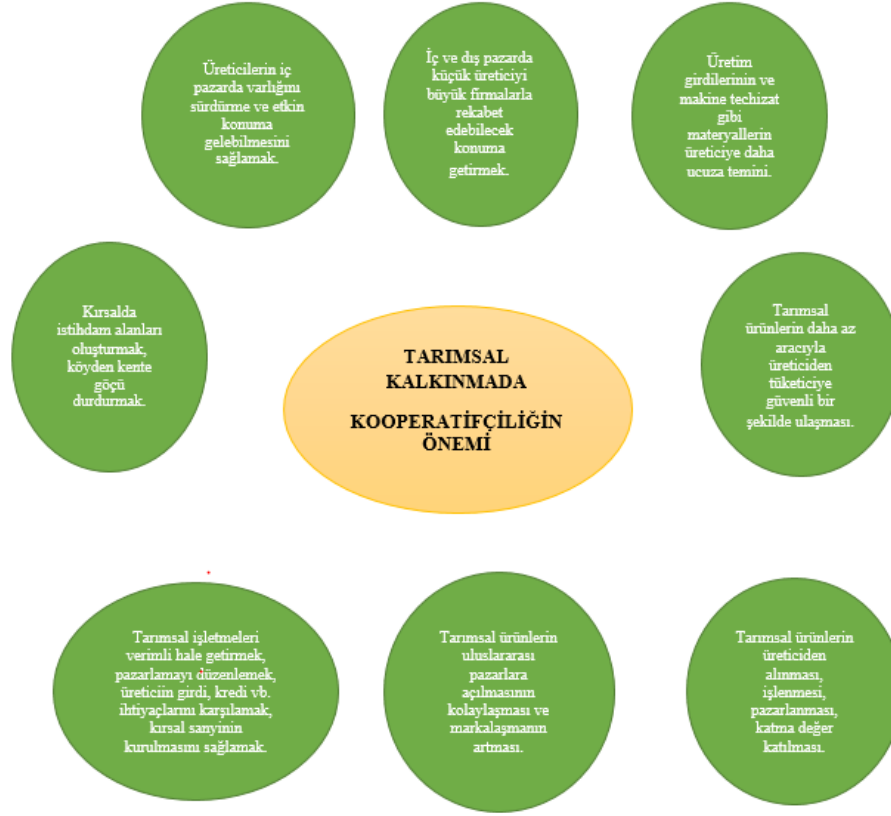 Üreticilerin iç
pazarda varlığını
sürdürme ve etkin
konuma
gelebilmesini
sağlamak.
İç ve dış pazarda
küçük üreticiyi
büyük firmalarla
rekabet
edebilecek
konuma
getirmek.
Üretim
girdilerinin ve
makine techizat
gibi
materyallerin
üreticiye daha
ucuza temini.
Kırsalda
istihdam alanları
oluşturmak,
köyden kente
göçü
durdurmak.
TARIMSAL
KALKINMADA
KOOPERATİFÇİLİĞİN
ÖNEMİ
Tarımsal
ürünlerin daha az
aracıyla
üreticiden
tüketiciye
güvenli bir
şekilde ulaşması.
Tarımsal işletmeleri
verimli hale getirmek,
pazarlamayı düzenlemek,
üreticiin girdi, kredi vb.
ihtiyaçlarını karşılamak,
kırsal sanyinin
kurulmasını sağlamak.
Tarımsal ürünlerin
uluslararası
pazarlara
açılmasının
kolaylaşması ve
markalaşmanın
artması.
Tarımsal ürünlerin
üreticiden
alınması,
işlenmesi,
pazarlanması,
katma değer
katılması.